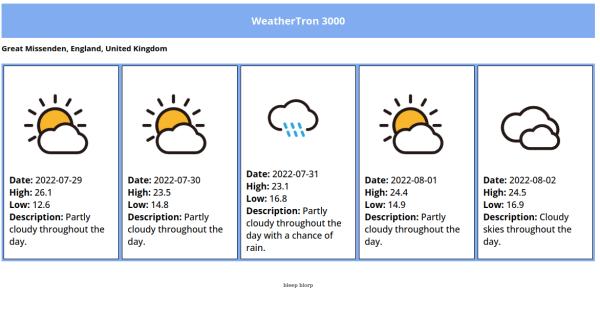 WeatherTron 3000
Great Missenden, England, United Kingdom
Date: 2022-07-29
High: 26.1
Low: 12.6
Description: Partly
cloudy throughout the
day.
Date: 2022-07-30
High: 23.5
Low: 14.8
Description: Partly
cloudy throughout the
day.
Date: 2022-07-31
High: 23.1
Low: 16.8
Description: Partly
cloudy throughout the
day with a chance of
rain.
Date: 2022-08-01
High: 24.4
Low: 14.9
Description: Partly
cloudy throughout the
day.
Date: 2022-08-02
High: 24.5
Low: 16.9
Description: Cloudy
skies throughout the
day.
bleep blorp